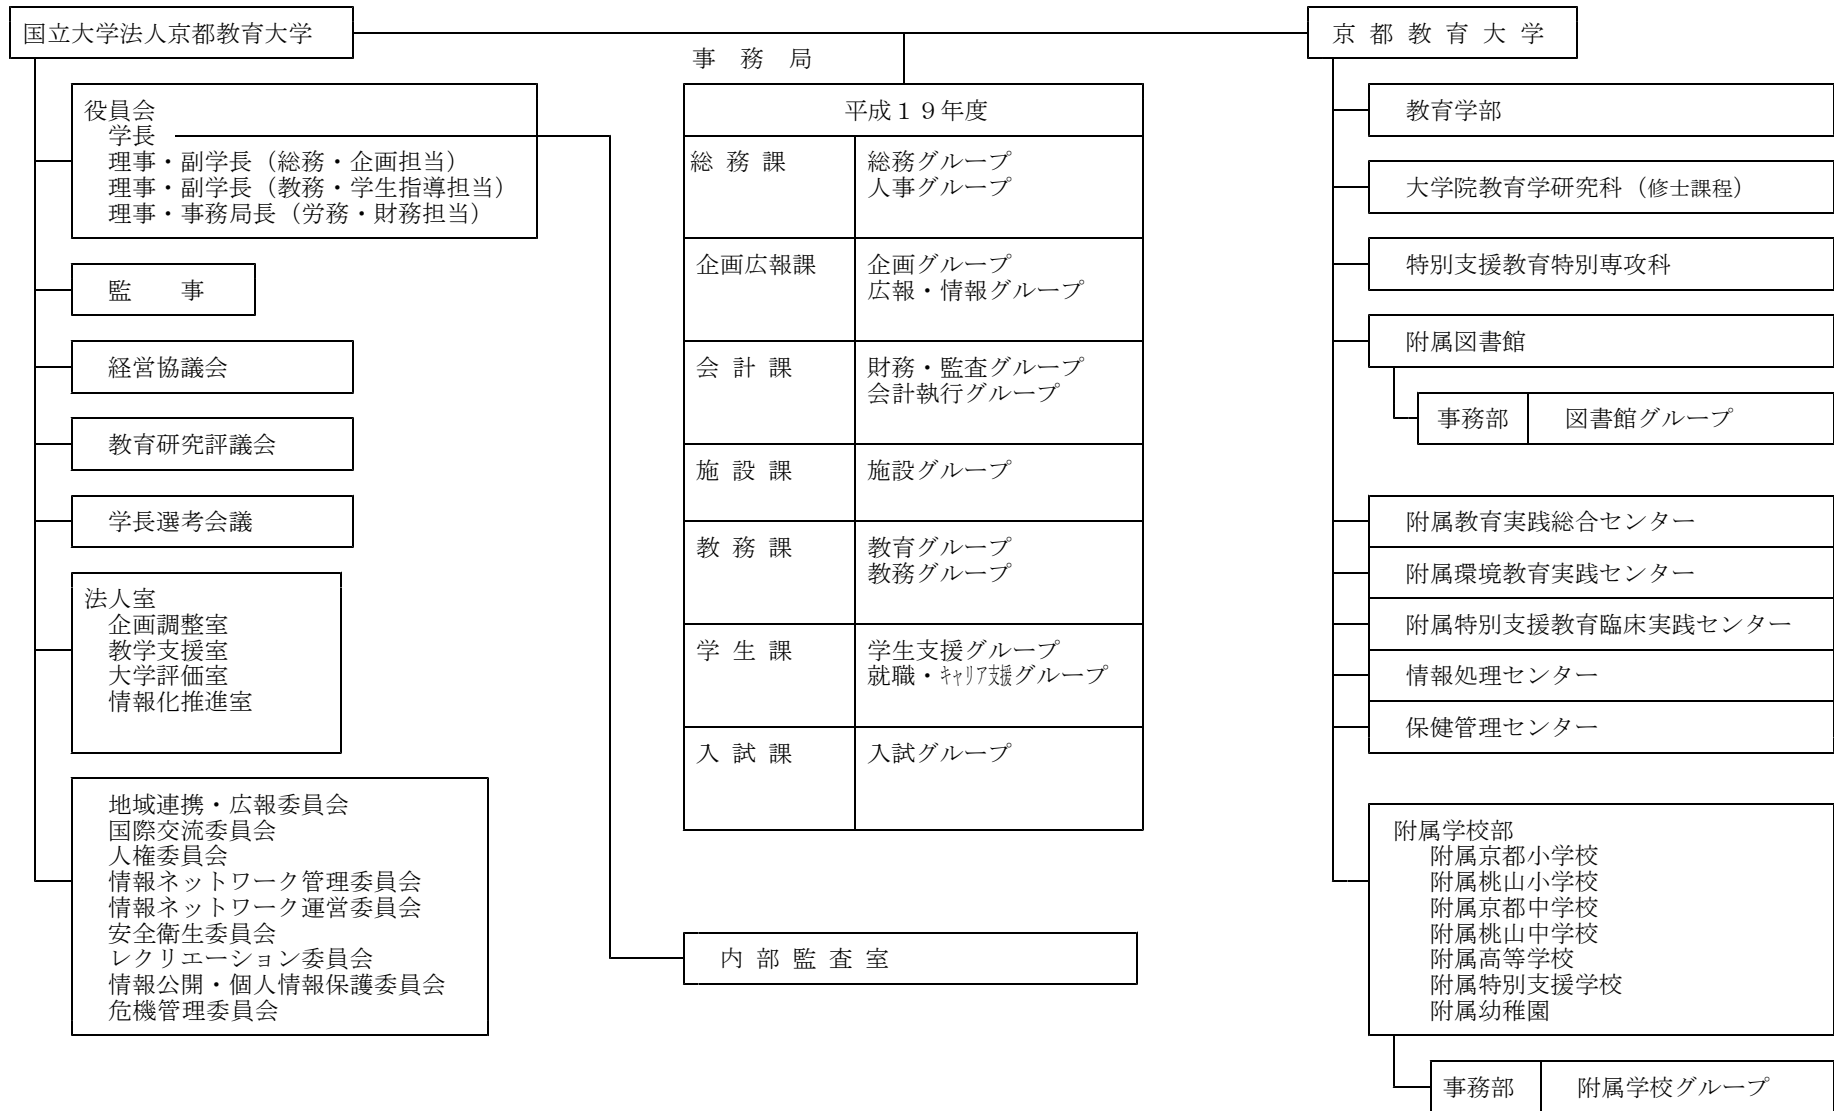 国立大学法人京都教育大学
役員会
学長
理事・副学長（総務・企画担当）
理事・副学長（教務・学生指導担当）
理事・事務局長（労務・財務担当）
監　　事
経営協議会
教育研究評議会
学長選考会議
法人室
企画調整室
教学支援室
大学評価室
情報化推進室
地域連携・広報委員会
国際交流委員会
人権委員会
情報ネットワーク管理委員会
情報ネットワーク運営委員会
安全衛生委員会
レクリエーション委員会
情報公開・個人情報保護委員会
危機管理委員会
事　務　局
平成１９年度
総 務 課　総務グループ
人事グループ
企画広報課　企画グループ
広報・情報グループ
会 計 課　財務・監査グループ
会計執行グループ
施 設 課　施設グループ
教 務 課　教育グループ
教務グループ
学 生 課　学生支援グループ
就職・ｷｬﾘｱ支援グループ
入 試 課　入試グループ
内 部 監 査 室
京 都 教 育 大 学
教育学部
大学院教育学研究科（修士課程）
特別支援教育特別専攻科
附属図書館
事務部　図書館グループ
附属教育実践総合センター
附属環境教育実践センター
附属特別支援教育臨床実践センター
情報処理センター
保健管理センター
附属学校部
附属京都小学校
附属桃山小学校
附属京都中学校
附属桃山中学校
附属高等学校
附属特別支援学校
附属幼稚園
事務部　附属学校グループ